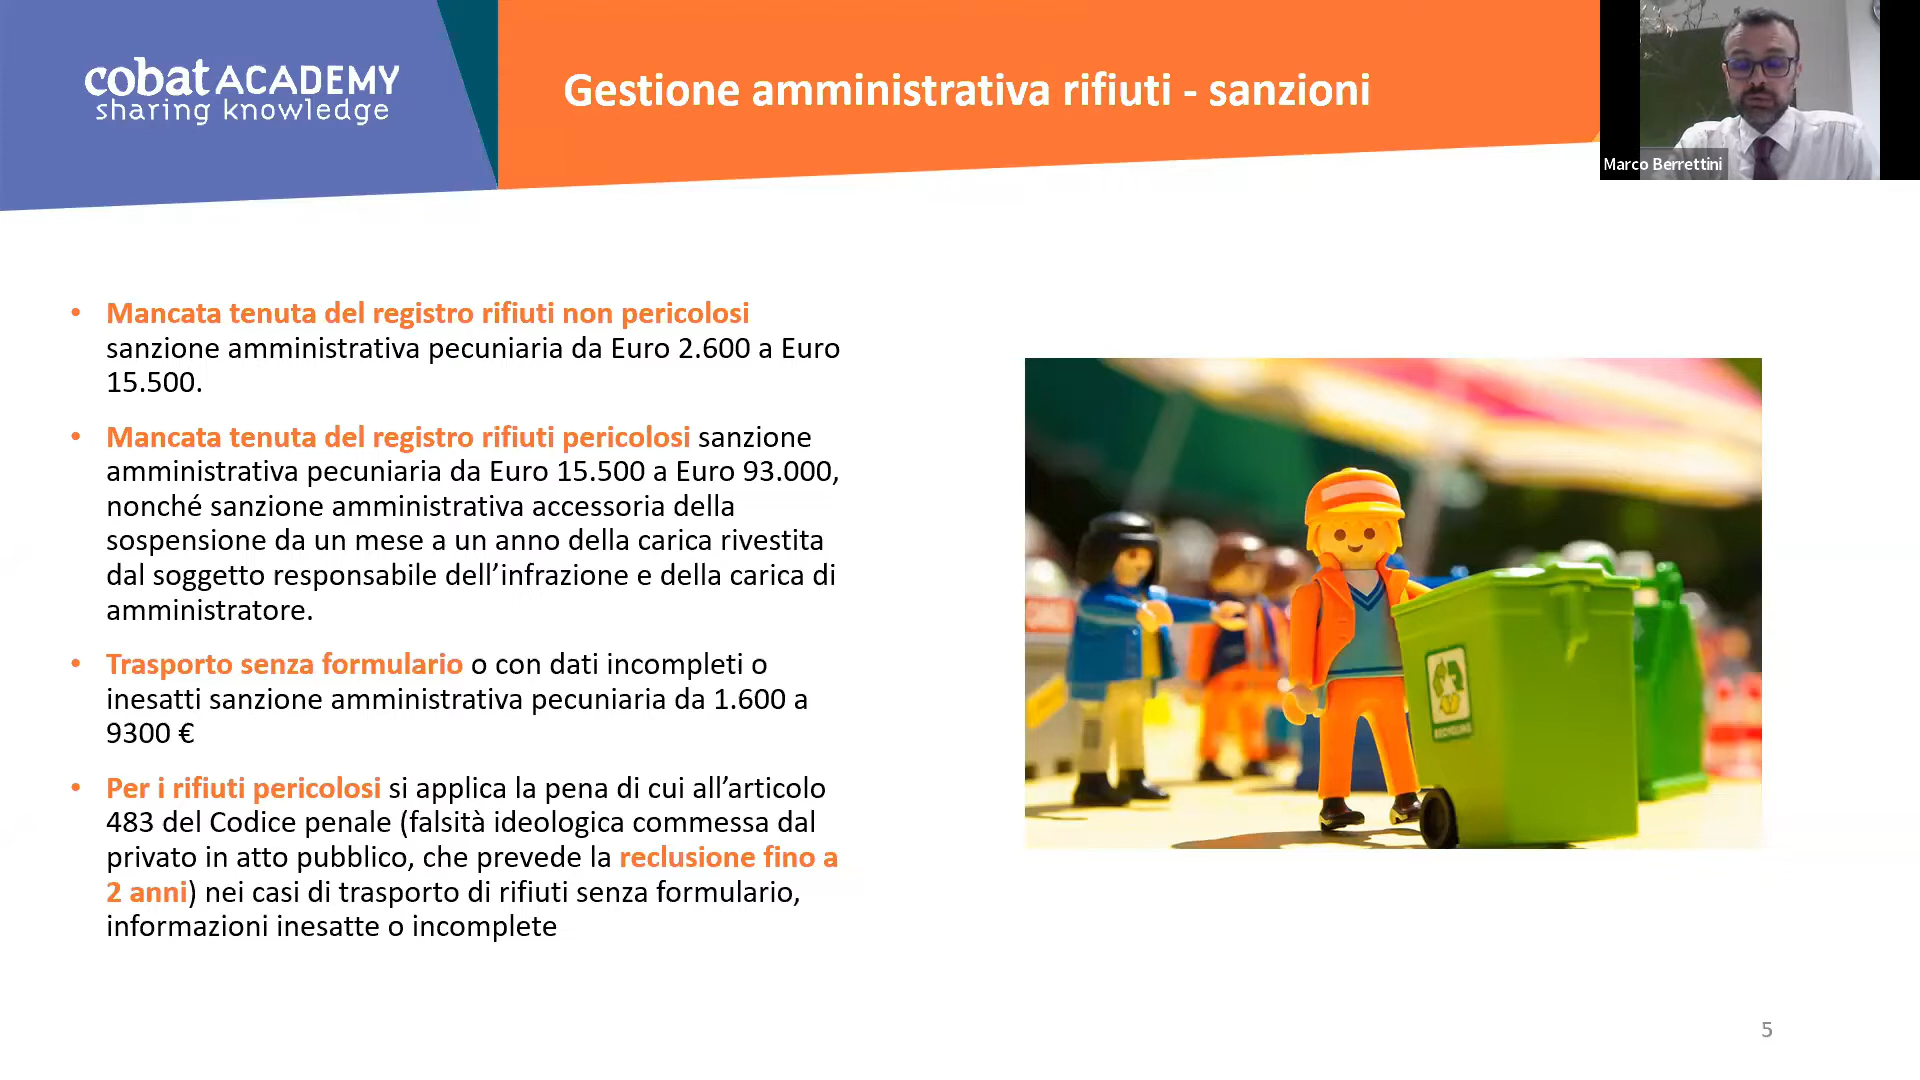 cobat ACADEMY
sharing knowledge
Gestione amministrativa rifiuti - sanzioni
Marco Berrettini
• Mancata tenuta del registro rifiuti non pericolosi
sanzione amministrativa pecuniaria da Euro 2.600 a Euro
15.500.
• Mancata tenuta del registro rifiuti pericolosi sanzione
amministrativa pecuniaria da Euro 15.500 a Euro 93.000,
nonché sanzione amministrativa accessoria della
sospensione da un mese a un anno della carica rivestita
dal soggetto responsabile dell’infrazione e della carica di
amministratore.
• Trasporto senza formulario o con dati incompleti o
inesatti sanzione amministrativa pecuniaria da 1.600 a
9300 €
• Per i rifiuti pericolosi si applica la pena di cui all’articolo
483 del Codice penale (falsità ideologica commessa dal
privato in atto pubblico, che prevede la reclusione fino a
2 anni) nei casi di trasporto di rifiuti senza formulario,
informazioni inesatte o incomplete
RECYCLING
5